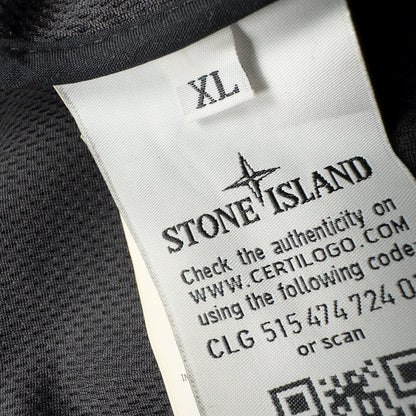 XL
STONE ISLAND
Check the authenticity on
WWW.CERTILOGO.COM
using the following code
CLG 515 474 724 0
or scan